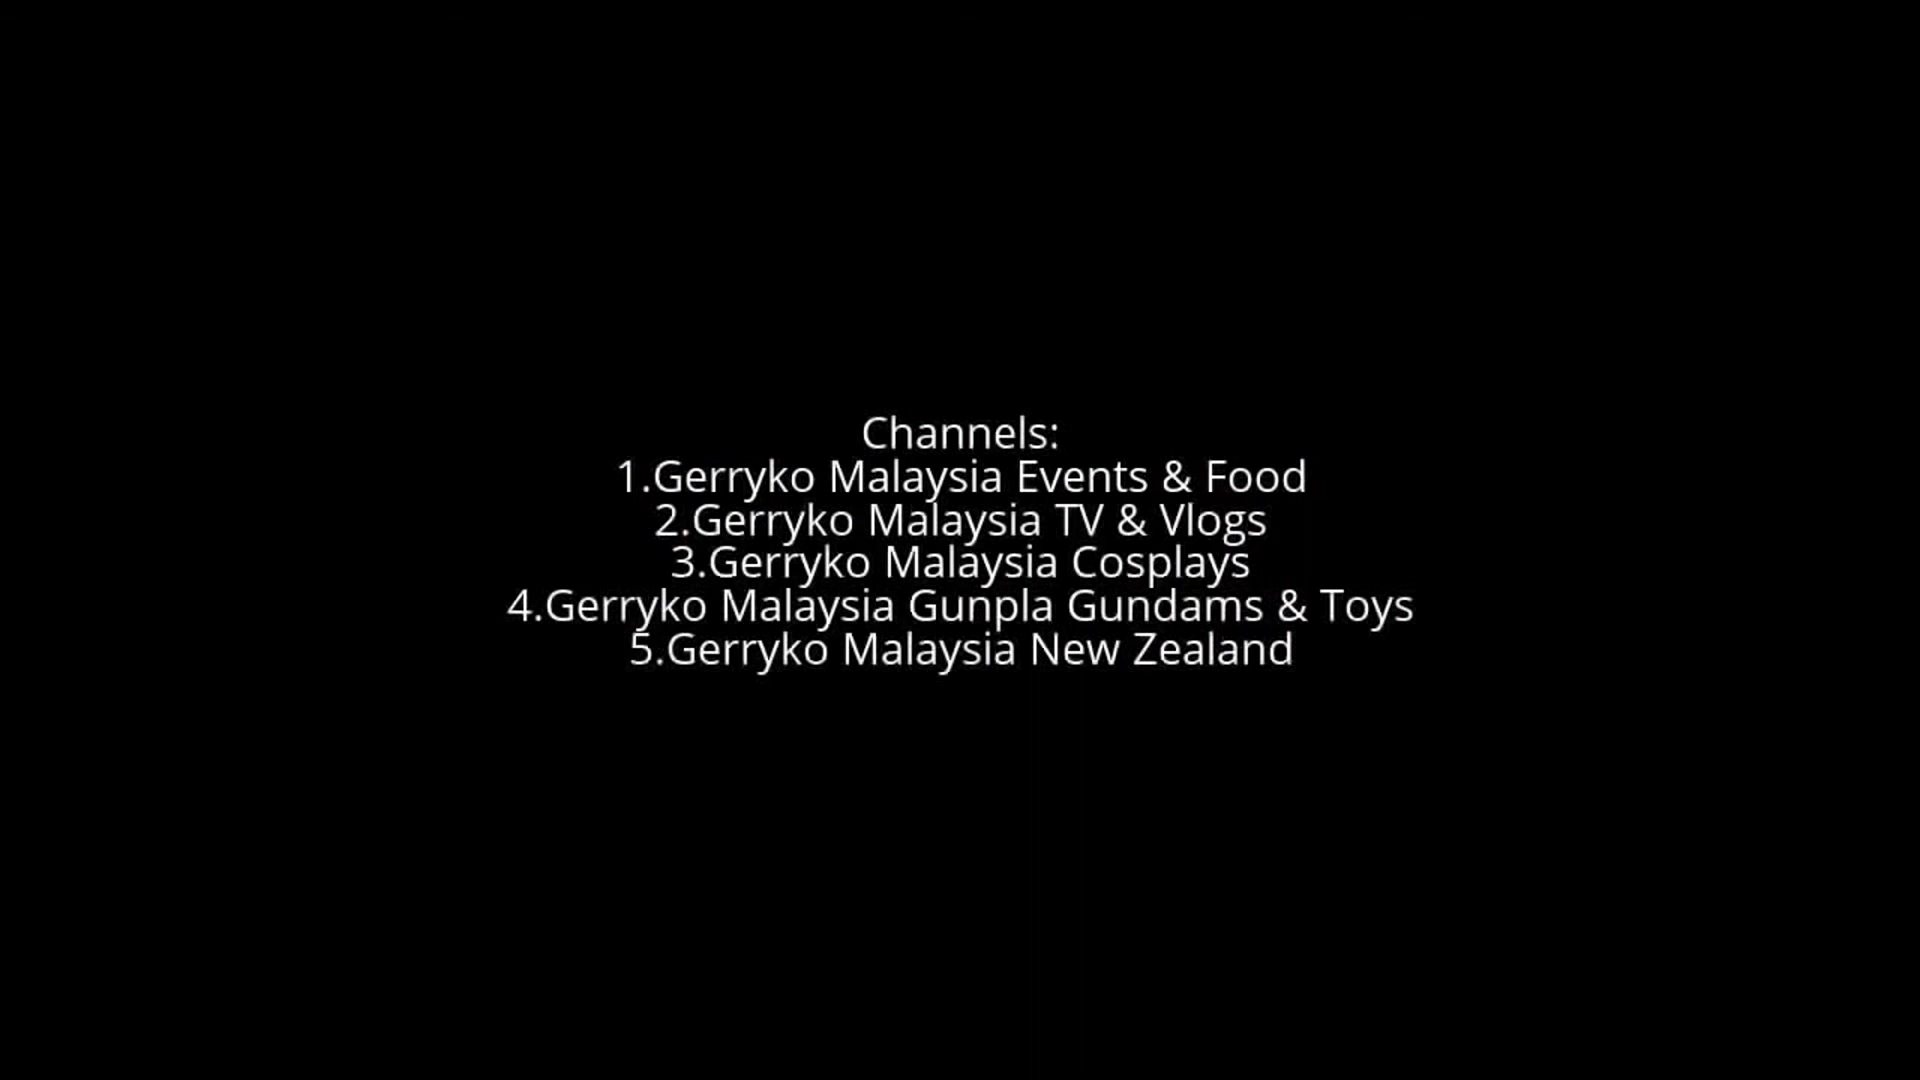 Channels:
1.Gerryko Malaysia Events & Food
2.Gerryko Malaysia TV & Vlogs
3.Gerryko Malaysia Cosplays
4.Gerryko Malaysia Gunpla Gundams & Toys
5.Gerryko Malaysia New Zealand